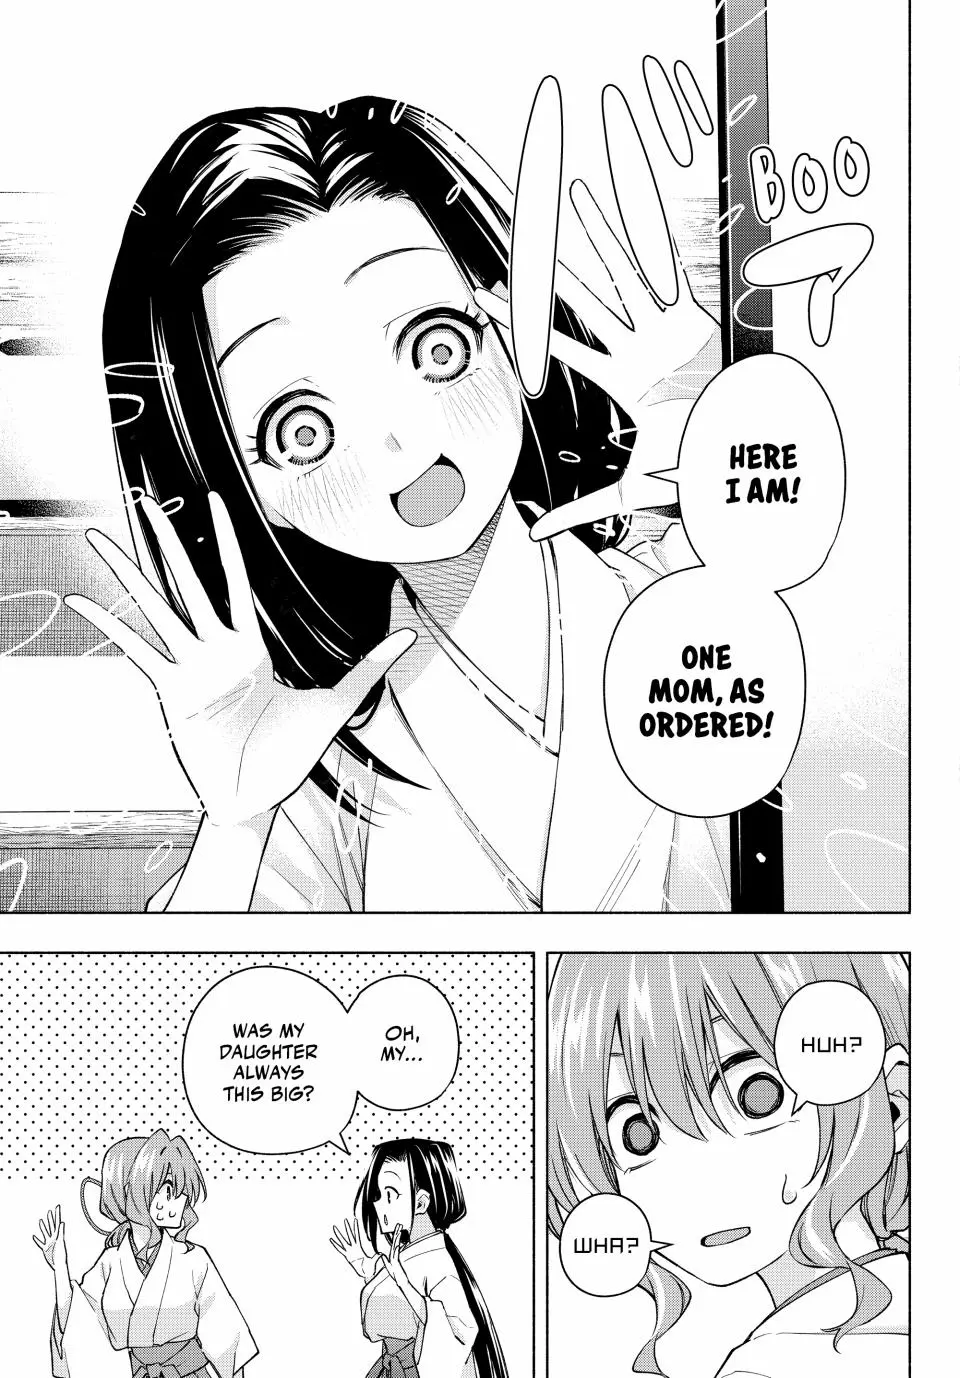 BOO
HERE
I AM!
ONE
MOM, AS
ORDERED!
HUH?
WHA?
OH,
MY...
WAS MY
DAUGHTER
ALWAYS
THIS BIG?